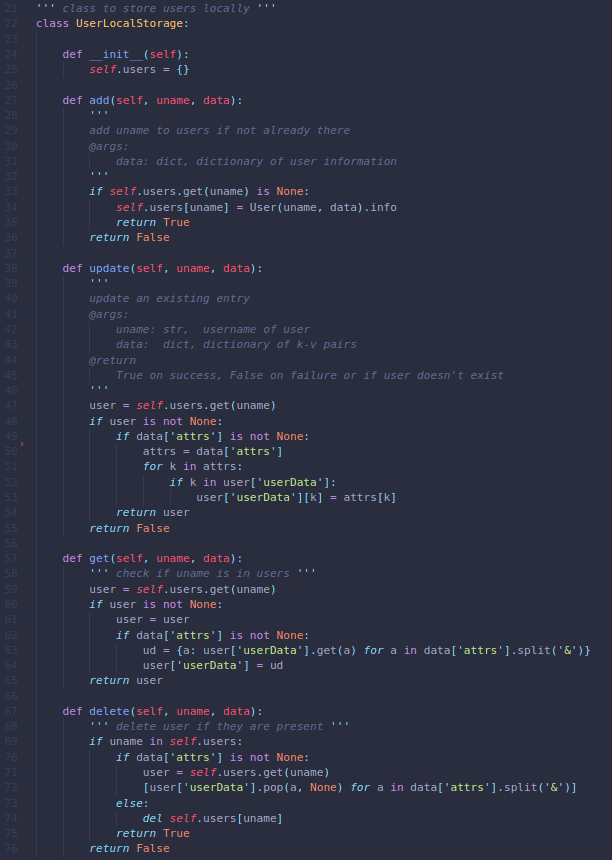 21 ''' class to store users locally '''
22 class UserLocalStorage:
23
24     def __init__(self):
25         self.users = {}
26
27     def add(self, uname, data):
28         '''
29         add uname to users if not already there
30         @args:
31             data: dict, dictionary of user information
32         '''
33         if self.users.get(uname) is None:
34             self.users[uname] = User(uname, data).info
35             return True
36         return False
37
38     def update(self, uname, data):
39         '''
40         update an existing entry
41         @args:
42             uname: str,  username of user
43             data:  dict, dictionary of k-v pairs
44         @return
45             True on success, False on failure or if user doesn't exist
46         '''
47         user = self.users.get(uname)
48         if user is not None:
49             if data['attrs'] is not None:
50                 attrs = data['attrs']
51                 for k in attrs:
52                     if k in user['userData']:
53                         user['userData'][k] = attrs[k]
54             return user
55         return False
56
57     def get(self, uname, data):
58         ''' check if uname is in users '''
59         user = self.users.get(uname)
60         if user is not None:
61             user = user
62             if data['attrs'] is not None:
63                 ud = {a: user['userData'].get(a) for a in data['attrs'].split('&')}
64                 user['userData'] = ud
65         return user
66
67     def delete(self, uname, data):
68         ''' delete user if they are present '''
69         if uname in self.users:
70             if data['attrs'] is not None:
71                 user = self.users.get(uname)
72                 [user['userData'].pop(a, None) for a in data['attrs'].split('&')]
73             else:
74                 del self.users[uname]
75             return True
76         return False